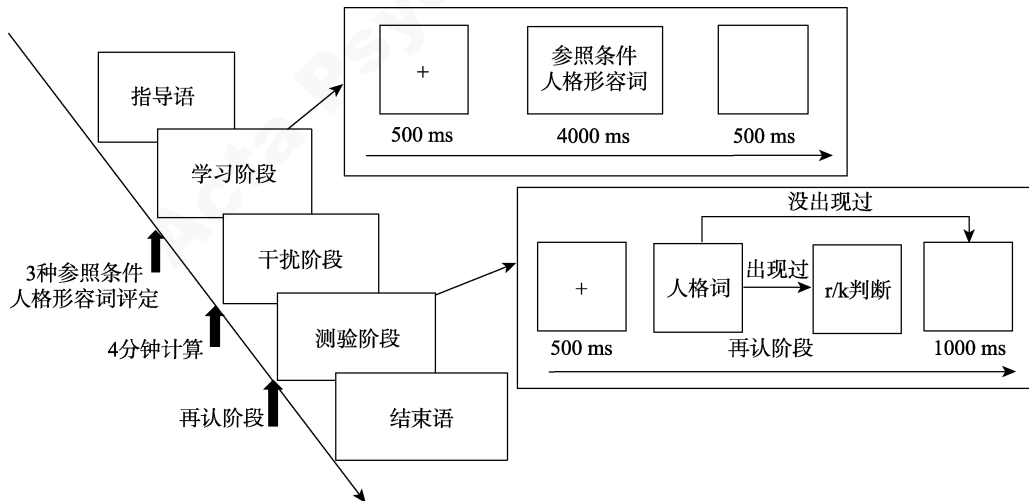 指导语
学习阶段
干扰阶段
测验阶段
结束语
3种参照条件
人格形容词评定
4分钟计算
再认阶段
+
参照条件
人格形容词
500 ms
4000 ms
500 ms
没出现过
+
人格词
出现过
r/k判断
500 ms
再认阶段
1000 ms
Acta Psy